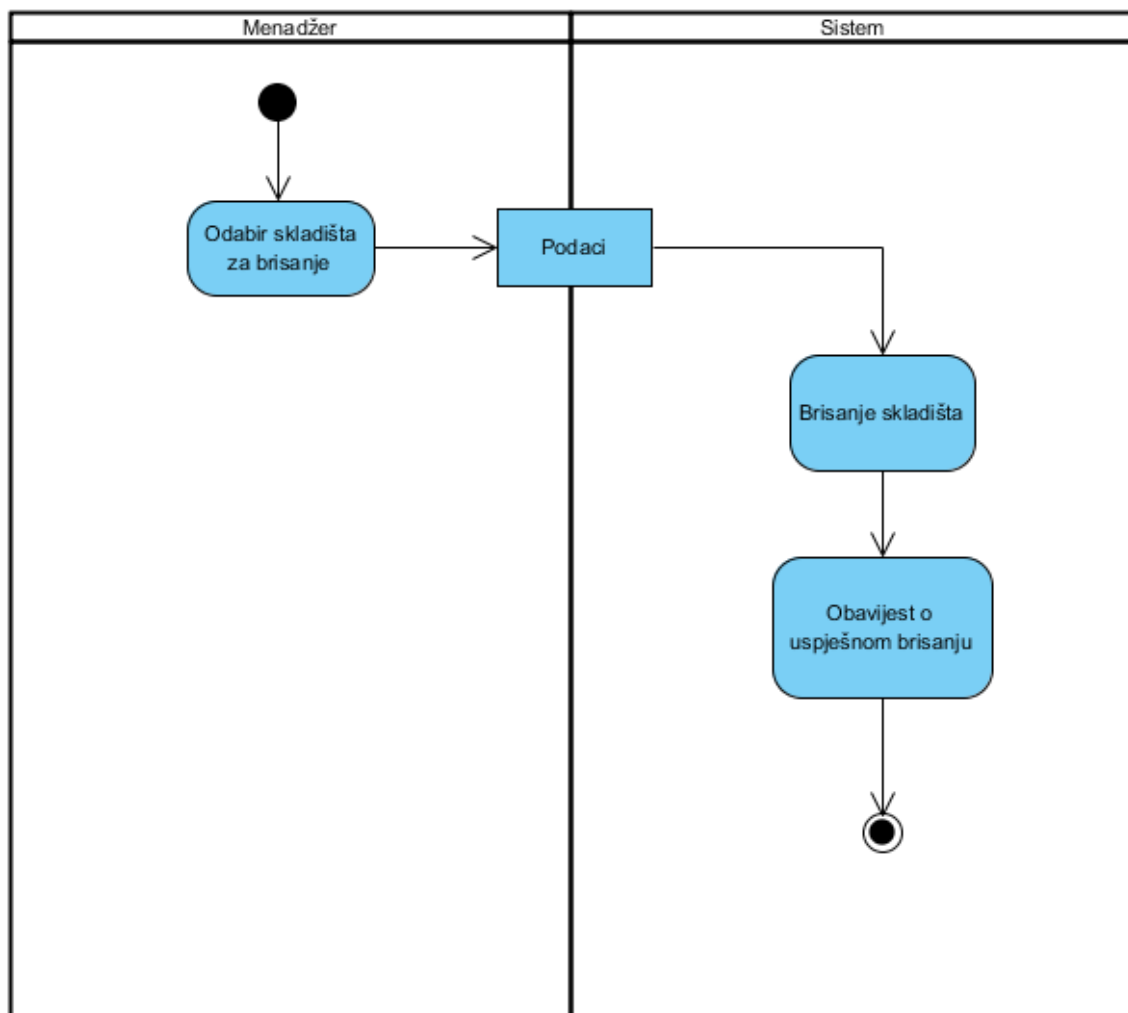 Menadžer
Sistem
Odabir skladišta
za brisanje
Podaci
Brisanje skladišta
Obavijest o
uspješnom brisanju